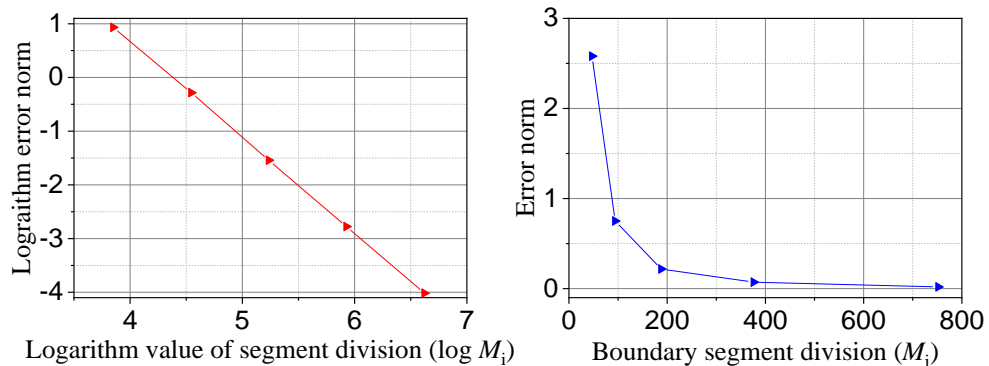 1
0
-1
-2
-3
-4
Lograithm error norm
4 5 6 7
Logarithm value of segment division (log Mi)
3
2
1
0
Error norm
0 200 400 600 800
Boundary segment division (Mi)